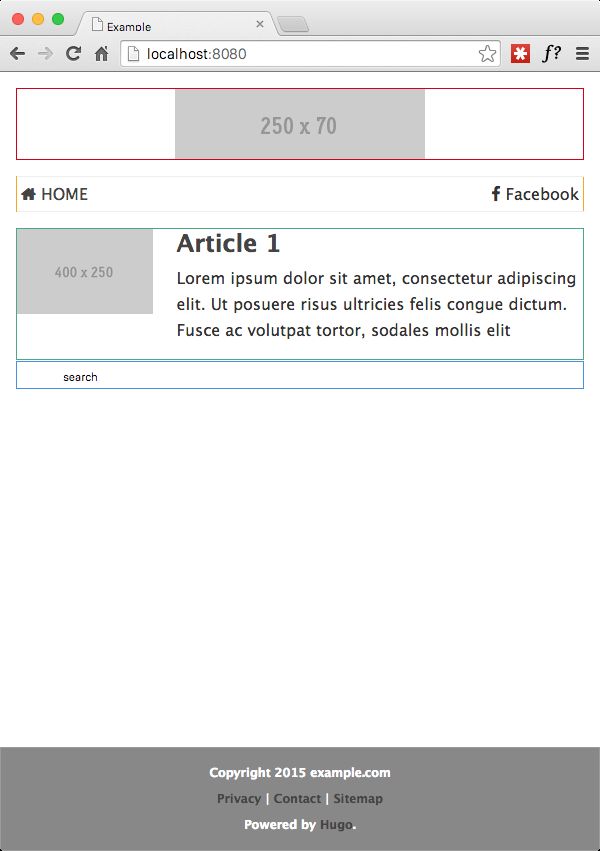 Example
localhost:8080
f?
250 x 70
HOME
Facebook
400 x 250
Article 1
Lorem ipsum dolor sit amet, consectetur adipiscing
elit. Ut posuere risus ultricies felis congue dictum.
Fusce ac volutpat tortor, sodales mollis elit
search
Copyright 2015 example.com
Privacy | Contact | Sitemap
Powered by Hugo.